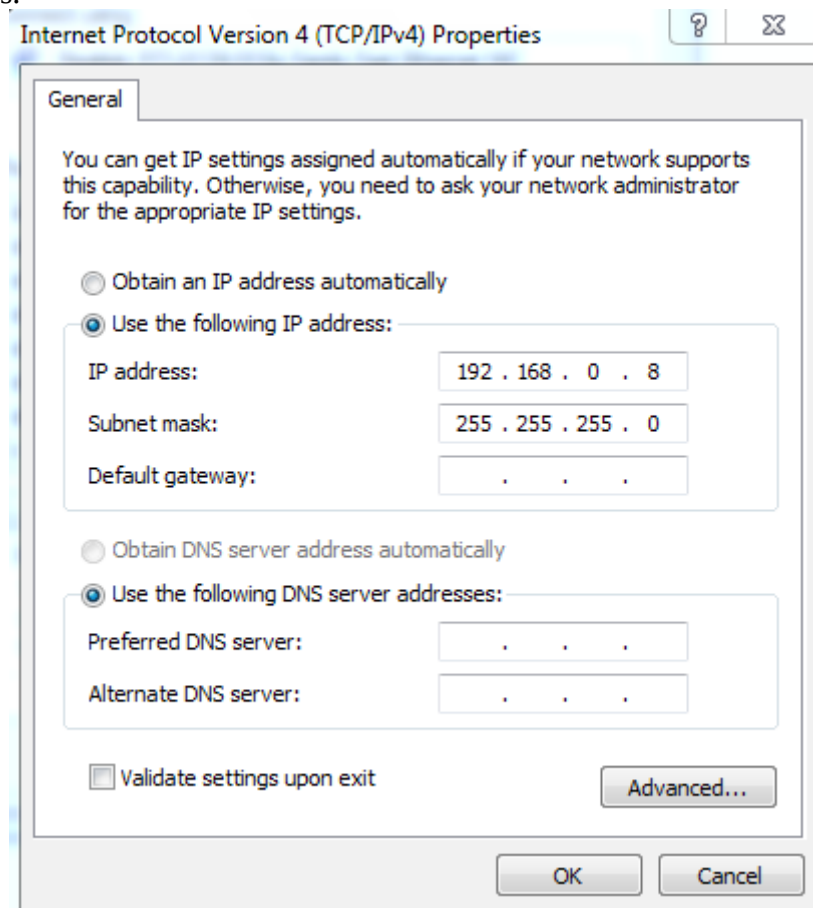 s.
Internet Protocol Version 4 (TCP/IPv4) Properties
General
You can get IP settings assigned automatically if your network supports
this capability. Otherwise, you need to ask your network administrator
for the appropriate IP settings.
Obtain an IP address automatically
Use the following IP address:
IP address: 192 . 168 . 0 . 8
Subnet mask: 255 . 255 . 255 . 0
Default gateway: . . .
Obtain DNS server address automatically
Use the following DNS server addresses:
Preferred DNS server: . . .
Alternate DNS server: . . .
Validate settings upon exit
Advanced...
OK Cancel